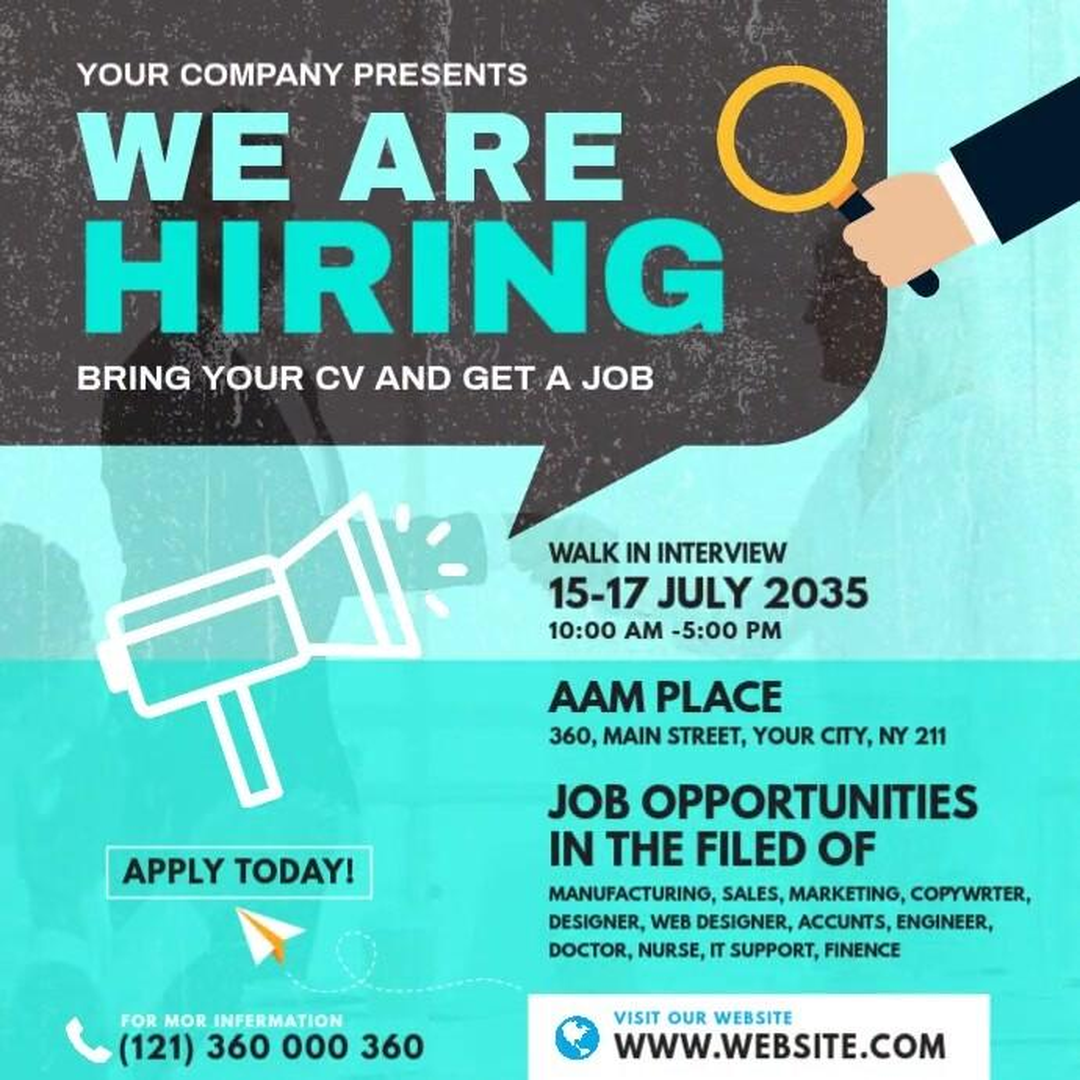 YOUR COMPANY PRESENTS
WE ARE
HIRING
BRING YOUR CV AND GET A JOB
WALK IN INTERVIEW
15-17 JULY 2035
10:00 AM -5:00 PM
AAM PLACE
360, MAIN STREET, YOUR CITY, NY 211
JOB OPPORTUNITIES
IN THE FILED OF
MANUFACTURING, SALES, MARKETING, COPYWRTER,
DESIGNER, WEB DESIGNER, ACCUNTS, ENGINEER,
DOCTOR, NURSE, IT SUPPORT, FINENCE
APPLY TODAY!
FOR MOR INFERMATION
(121) 360 000 360
VISIT OUR WEBSITE
WWW.WEBSITE.COM